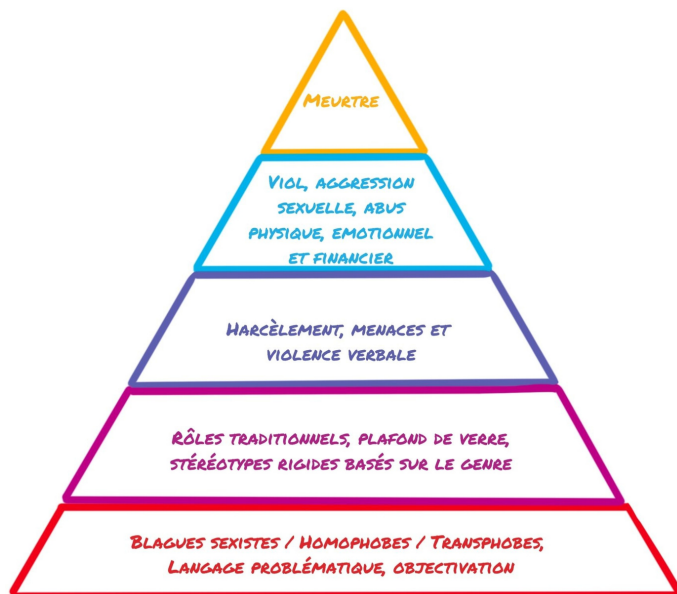 Meurtre
Viol, aggression
sexuelle, abus
physique, emotionnel
et financier
Harcèlement, menaces et
violence verbale
Rôles traditionnels, plafond de verre,
stéréotypes rigides basés sur le genre
Blagues sexistes / Homophobes / Transphobes,
Langage problématique, objectivation